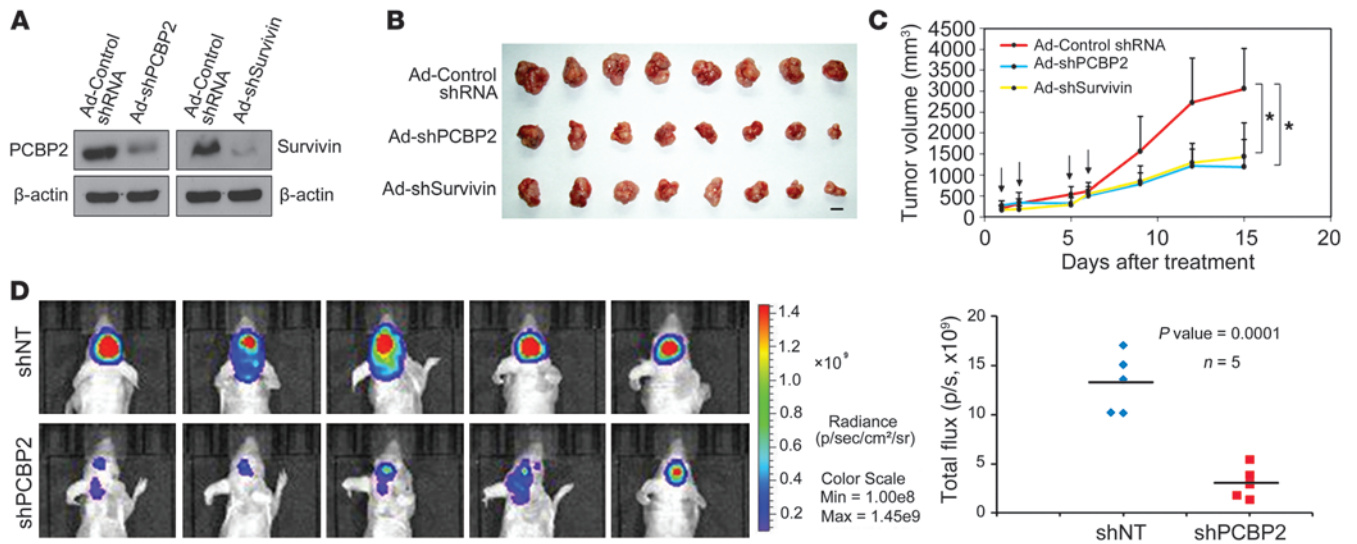 A
Ad-Control
shRNA
Ad-shPCBP2
Ad-Control
shRNA
Ad-shSurvivin
PCBP2
Survivin
β-actin
β-actin
B
Ad-Control
shRNA
Ad-shPCBP2
Ad-shSurvivin
C
Tumor volume (mm³)
4500
4000
3500
3000
2500
2000
1500
1000
500
0
Ad-Control shRNA
Ad-shPCBP2
Ad-shSurvivin
*
*
0
5
10
15
20
Days after treatment
D
shNT
shPCBP2
1.4
1.2
1.0
0.8
0.6
0.4
0.2
×10⁹
Radiance
(p/sec/cm²/sr)
Color Scale
Min = 1.00e8
Max = 1.45e9
Total flux (p/s, x10⁹)
20
15
10
5
0
P value = 0.0001
n = 5
shNT
shPCBP2